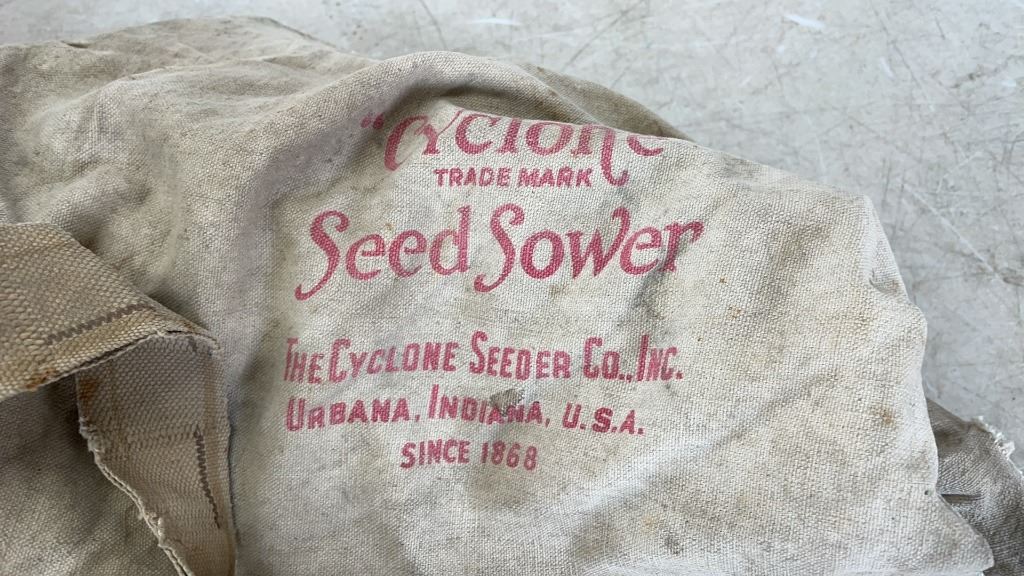 "Cyclone
TRADE MARK
Seed Sower
THE CYCLONE SEEDER CO., INC.
URBANA, INDIANA, U.S.A.
SINCE 1868